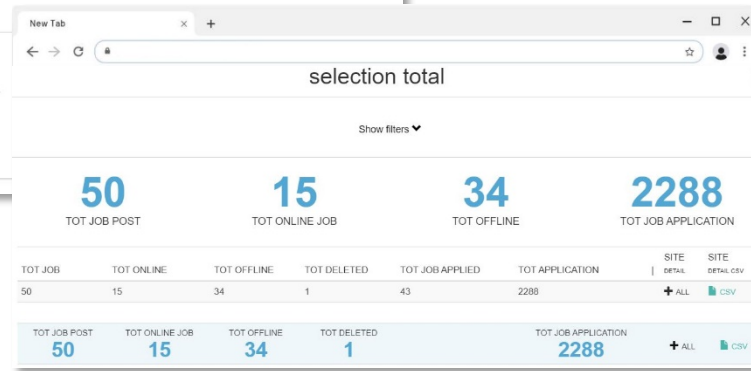 New Tab
selection total
Show filters
50 15 34 2288
TOT JOB POST TOT ONLINE JOB TOT OFFLINE TOT JOB APPLICATION
SITE SITE
TOT JOB TOT ONLINE TOT OFFLINE TOT DELETED TOT JOB APPLIED TOT APPLICATION | DETAIL DETAIL CSV
50 15 34 1 43 2288 ALL CSV
TOT JOB POST TOT ONLINE JOB TOT OFFLINE TOT DELETED TOT JOB APPLICATION
50 15 34 1 2288 ALL CSV